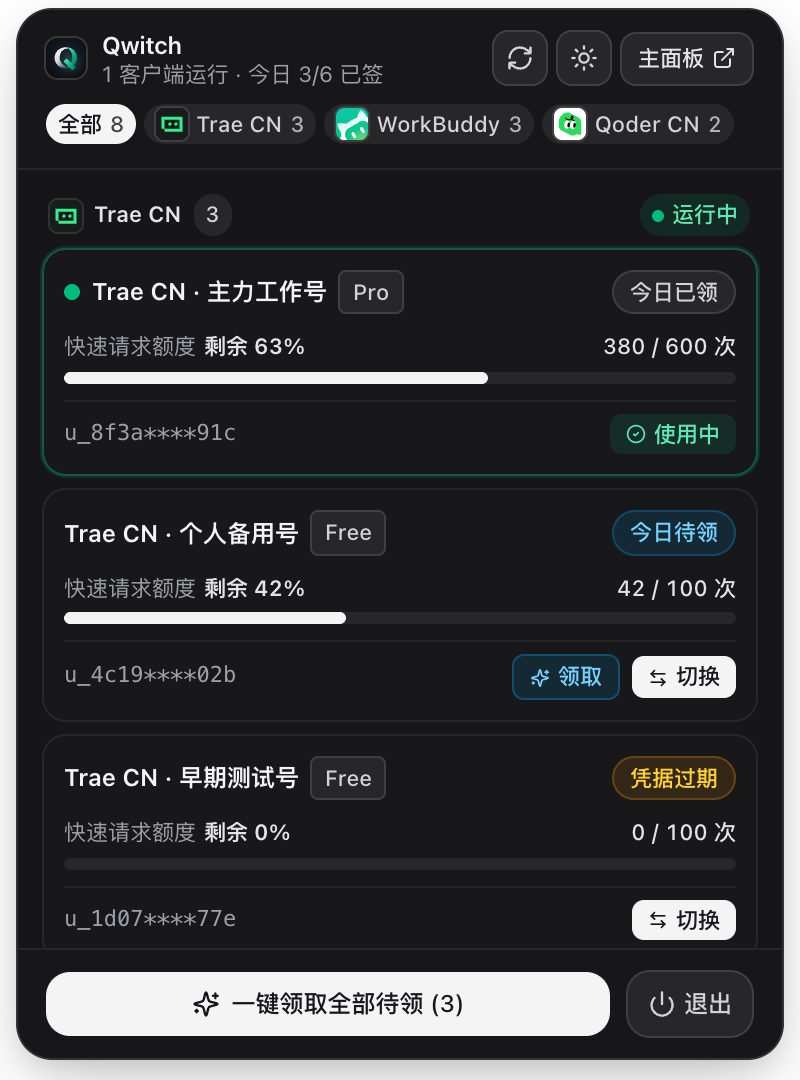 Qwitch
1 客户端运行 · 今日 3/6 已签
主面板
全部 8
Trae CN 3
WorkBuddy 3
Qoder CN 2
Trae CN 3
运行中
Trae CN · 主力工作号 Pro
今日已领
快速请求额度 剩余 63%
380 / 600 次
u_8f3a****91c
使用中
Trae CN · 个人备用号 Free
今日待领
快速请求额度 剩余 42%
42 / 100 次
u_4c19****02b
领取
切换
Trae CN · 早期测试号 Free
凭据过期
快速请求额度 剩余 0%
0 / 100 次
u_1d07****77e
切换
一键领取全部待领 (3)
退出